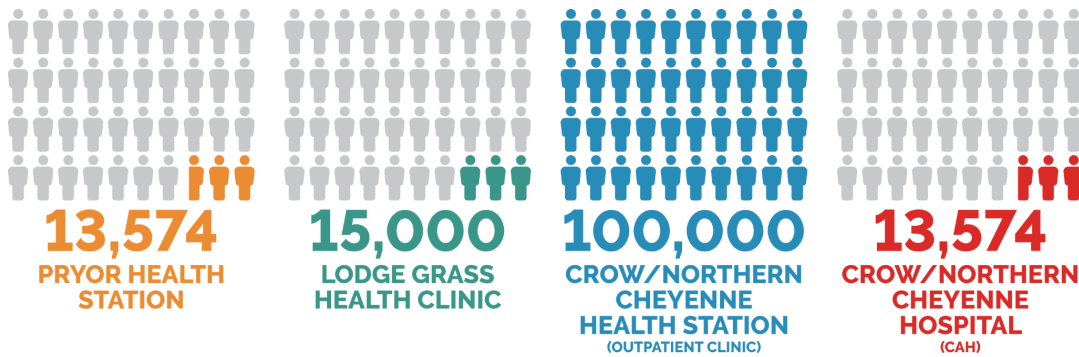 13,574
PRYOR HEALTH
STATION
15,000
LODGE GRASS
HEALTH CLINIC
100,000
CROW/NORTHERN
CHEYENNE
HEALTH STATION
(OUTPATIENT CLINIC)
13,574
CROW/NORTHERN
CHEYENNE
HOSPITAL
(CAH)